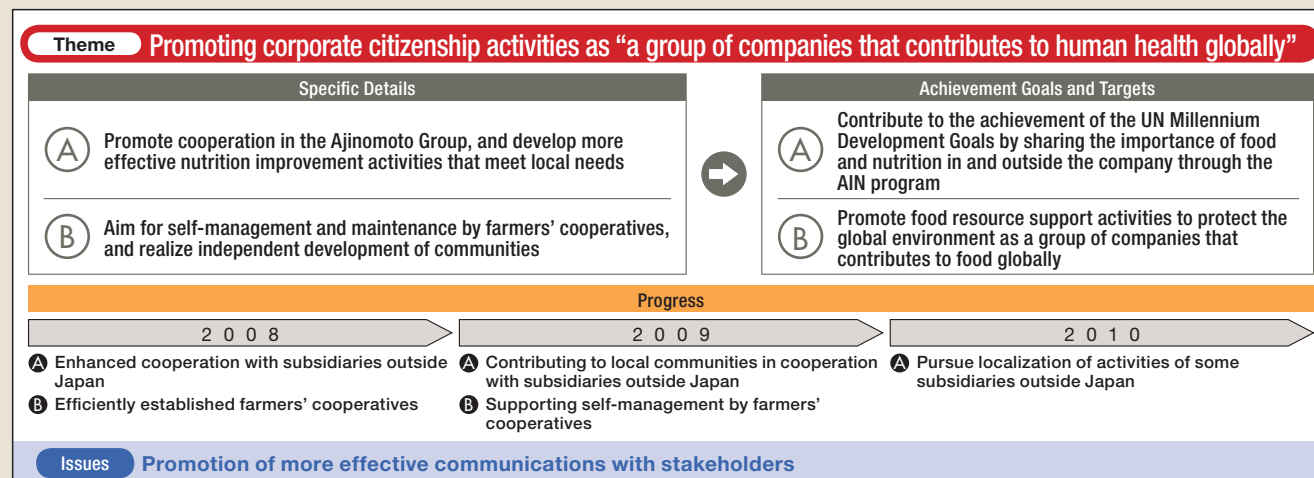 Theme Promoting corporate citizenship activities as “a group of companies that contributes to human health globally”
Specific Details
A Promote cooperation in the Ajinomoto Group, and develop more
effective nutrition improvement activities that meet local needs
B Aim for self-management and maintenance by farmers’ cooperatives,
and realize independent development of communities
Achievement Goals and Targets
A Contribute to the achievement of the UN Millennium
Development Goals by sharing the importance of food
and nutrition in and outside the company through the
AIN program
B Promote food resource support activities to protect the
global environment as a group of companies that
contributes to food globally
Progress
2008
A Enhanced cooperation with subsidiaries outside
Japan
B Efficiently established farmers’ cooperatives
2009
A Contributing to local communities in cooperation
with subsidiaries outside Japan
B Supporting self-management by farmers’
cooperatives
2010
A Pursue localization of activities of some
subsidiaries outside Japan
Issues Promotion of more effective communications with stakeholders